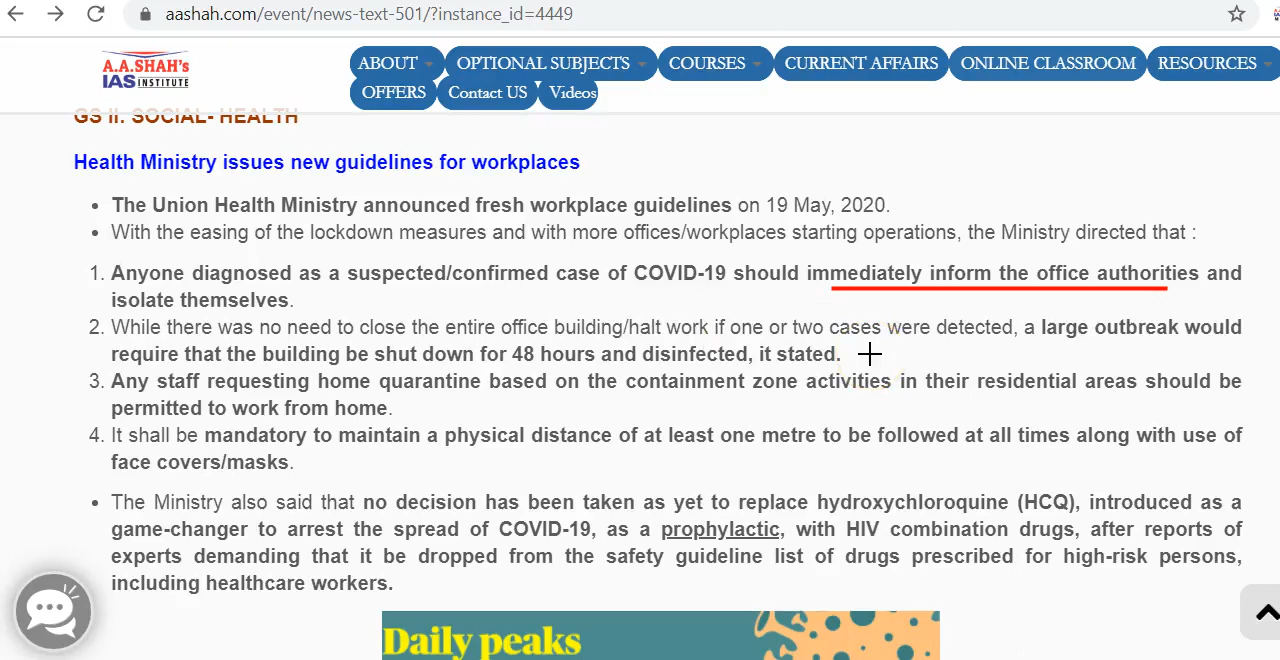 aashah.com/event/news-text-501/?instance_id=4449
A.A.SHAH's
IAS INSTITUTE
ABOUT OPTIONAL SUBJECTS COURSES CURRENT AFFAIRS ONLINE CLASSROOM RESOURCES
OFFERS Contact US Videos
GS II: SOCIAL- HEALTH
Health Ministry issues new guidelines for workplaces
• The Union Health Ministry announced fresh workplace guidelines on 19 May, 2020.
• With the easing of the lockdown measures and with more offices/workplaces starting operations, the Ministry directed that :
1. Anyone diagnosed as a suspected/confirmed case of COVID-19 should immediately inform the office authorities and
isolate themselves.
2. While there was no need to close the entire office building/halt work if one or two cases were detected, a large outbreak would
require that the building be shut down for 48 hours and disinfected, it stated.
3. Any staff requesting home quarantine based on the containment zone activities in their residential areas should be
permitted to work from home.
4. It shall be mandatory to maintain a physical distance of at least one metre to be followed at all times along with use of
face covers/masks.
• The Ministry also said that no decision has been taken as yet to replace hydroxychloroquine (HCQ), introduced as a
game-changer to arrest the spread of COVID-19, as a prophylactic, with HIV combination drugs, after reports of
experts demanding that it be dropped from the safety guideline list of drugs prescribed for high-risk persons,
including healthcare workers.
Daily peaks